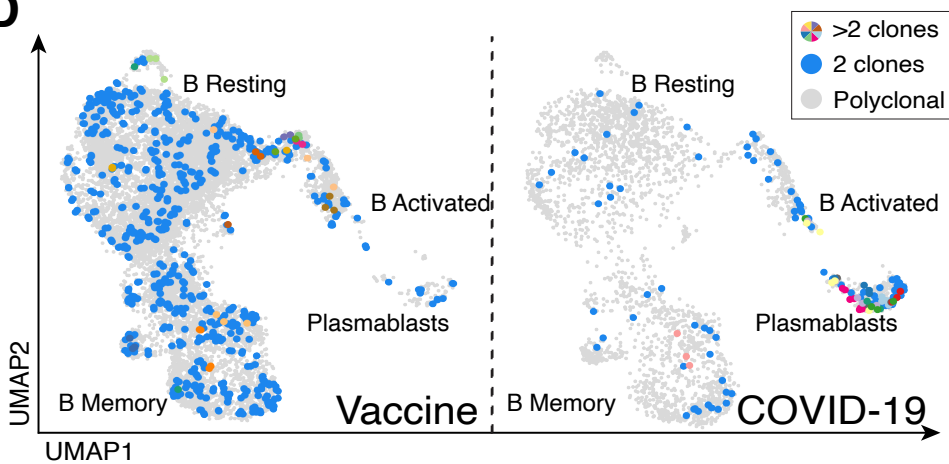 D
>2 clones
2 clones
Polyclonal
B Resting
B Resting
B Activated
B Activated
Plasmablasts
Plasmablasts
B Memory
Vaccine
B Memory
COVID-19
UMAP2
UMAP1